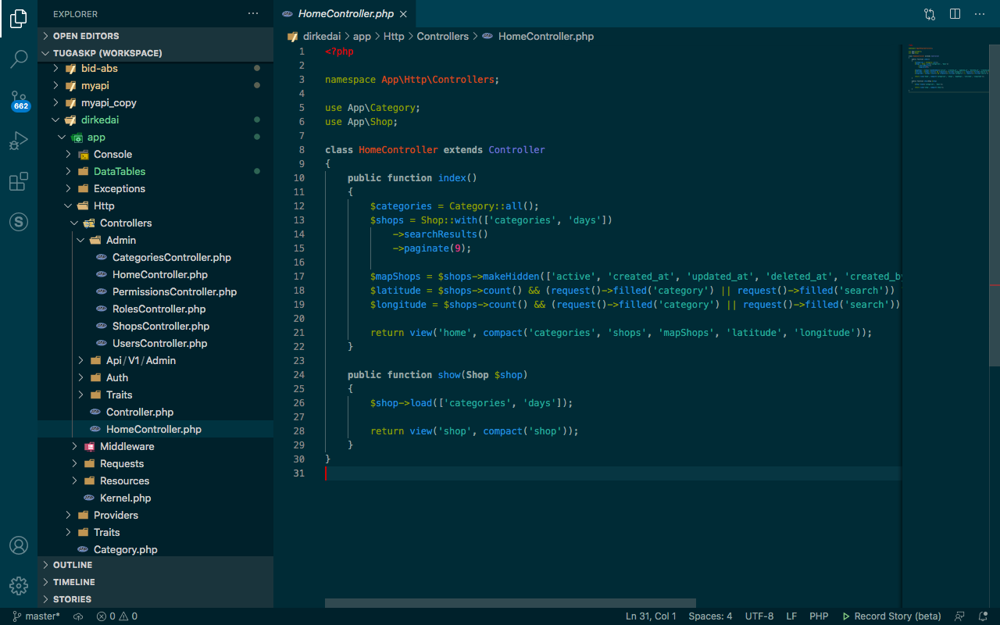 EXPLORER
OPEN EDITORS
TUGASKP (WORKSPACE)
bid-abs
myapi
myapi_copy
dirkedai
app
Console
DataTables
Exceptions
Http
Controllers
Admin
CategoriesController.php
HomeController.php
PermissionsController.php
RolesController.php
ShopsController.php
UsersController.php
Api/V1/Admin
Auth
Traits
Controller.php
HomeController.php
Middleware
Requests
Resources
Kernel.php
Providers
Traits
Category.php
OUTLINE
TIMELINE
STORIES
662
HomeController.php
dirkedai > app > Http > Controllers > HomeController.php
1 <?php
2
3 namespace App\Http\Controllers;
4
5 use App\Category;
6 use App\Shop;
7
8 class HomeController extends Controller
9 {
10 public function index()
11 {
12 $categories = Category::all();
13 $shops = Shop::with(['categories', 'days'])
14 ->searchResults()
15 ->paginate(9);
16
17 $mapShops = $shops->makeHidden(['active', 'created_at', 'updated_at', 'deleted_at', 'created_by
18 $latitude = $shops->count() && (request()->filled('category') || request()->filled('search'))
19 $longitude = $shops->count() && (request()->filled('category') || request()->filled('search'))
20
21 return view('home', compact('categories', 'shops', 'mapShops', 'latitude', 'longitude'));
22 }
23
24 public function show(Shop $shop)
25 {
26 $shop->load(['categories', 'days']);
27
28 return view('shop', compact('shop'));
29 }
30 }
31
master* 0 0 Ln 31, Col 1 Spaces: 4 UTF-8 LF PHP Record Story (beta)